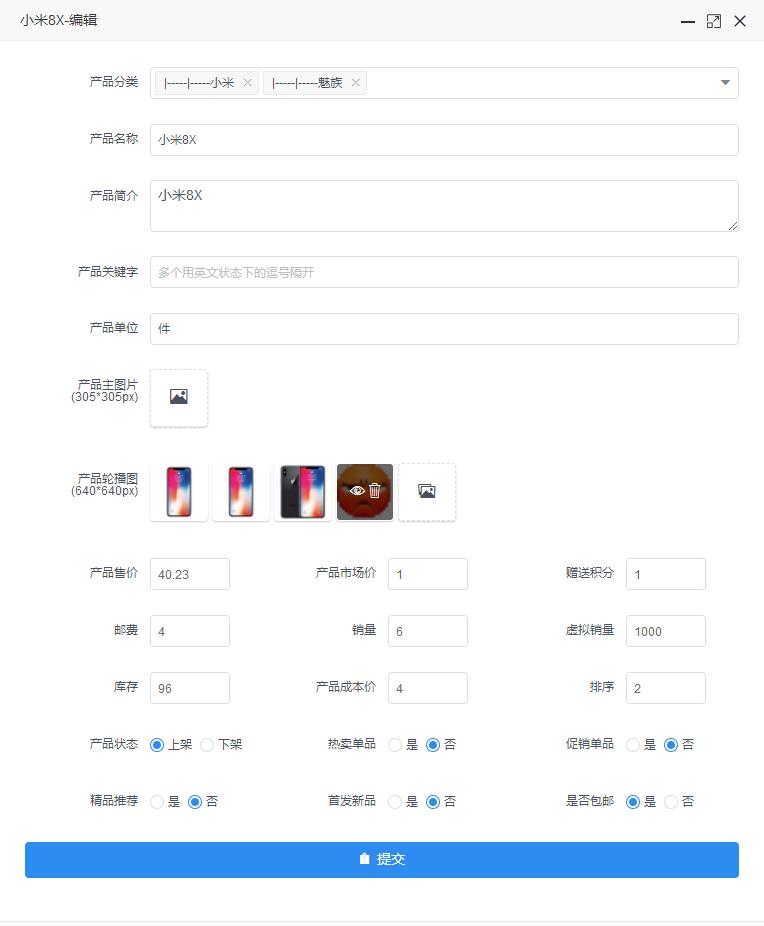 小米8X-编辑
产品分类 |-----|-----小米 |-----|-----魅族
产品名称 小米8X
产品简介 小米8X
产品关键字 多个用英文状态下的逗号隔开
产品单位 件
产品主图片
(305*305px)
产品轮播图
(640*640px)
产品售价 40.23 产品市场价 1 赠送积分 1
邮费 4 销量 6 虚拟销量 1000
库存 96 产品成本价 4 排序 2
产品状态 上架 下架 热卖单品 是 否 促销单品 是 否
精品推荐 是 否 首发新品 是 否 是否包邮 是 否
提交